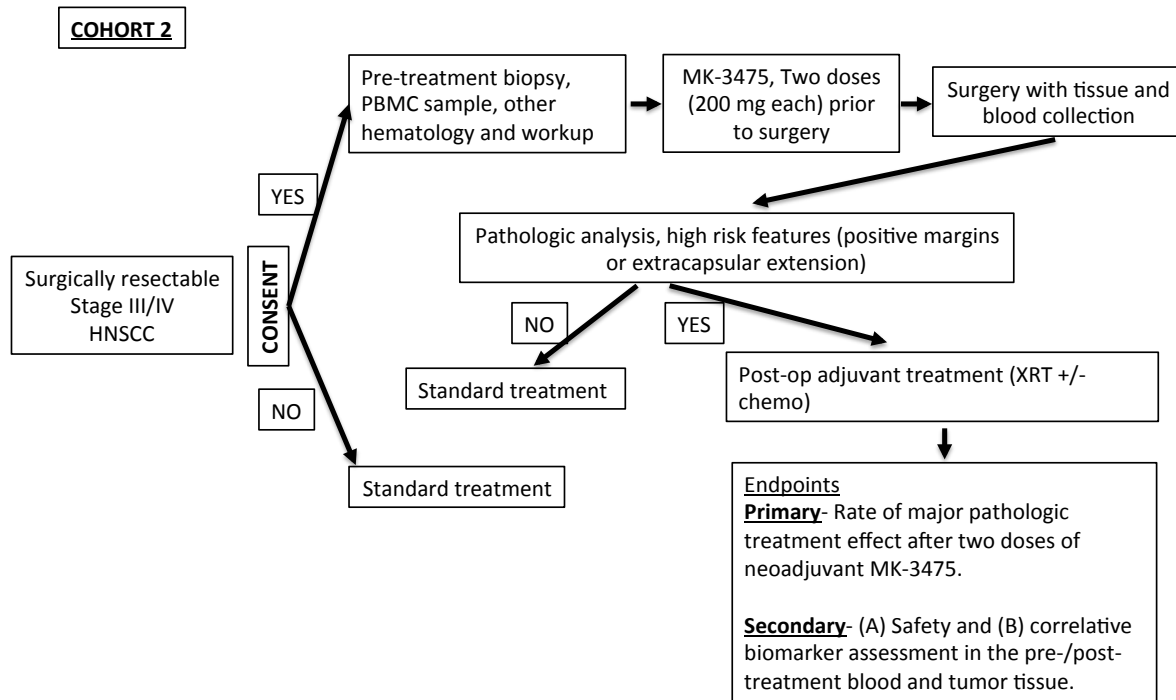 COHORT 2
Pre-treatment biopsy,
PBMC sample, other
hematology and workup
MK-3475, Two doses
(200 mg each) prior
to surgery
Surgery with tissue and
blood collection
YES
Pathologic analysis, high risk features (positive margins
or extracapsular extension)
Surgically resectable
Stage III/IV
HNSCC
CONSENT
NO
YES
Standard treatment
Post-op adjuvant treatment (XRT +/-
chemo)
NO
Standard treatment
Endpoints
Primary- Rate of major pathologic
treatment effect after two doses of
neoadjuvant MK-3475.
Secondary- (A) Safety and (B) correlative
biomarker assessment in the pre-/post-
treatment blood and tumor tissue.